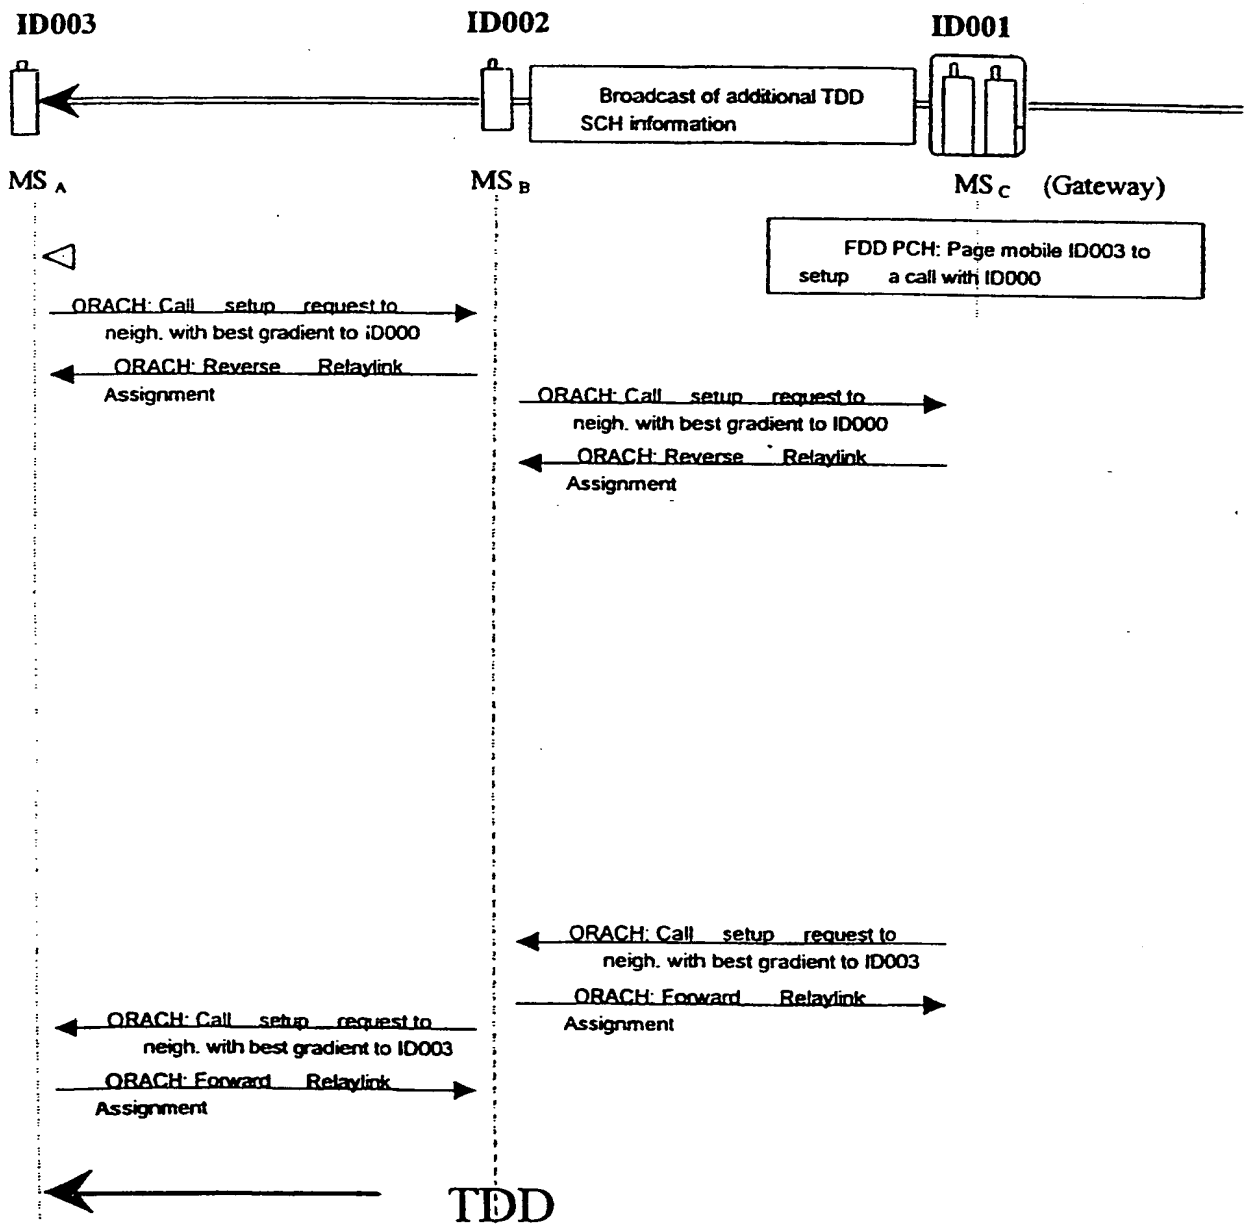 ID003
ID002
ID001
Broadcast of additional TDD
SCH information
MS A
MS B
MS C (Gateway)
FDD PCH: Page mobile ID003 to
setup a call with ID000
ORACH: Call setup request to
neigh. with best gradient to ID000
ORACH: Reverse Relaylink
Assignment
ORACH: Call setup request to
neigh. with best gradient to ID000
ORACH: Reverse Relaylink
Assignment
ORACH: Call setup request to
neigh. with best gradient to ID003
ORACH: Forward Relaylink
Assignment
ORACH: Call setup request to
neigh. with best gradient to ID003
ORACH: Forward Relaylink
Assignment
TDD